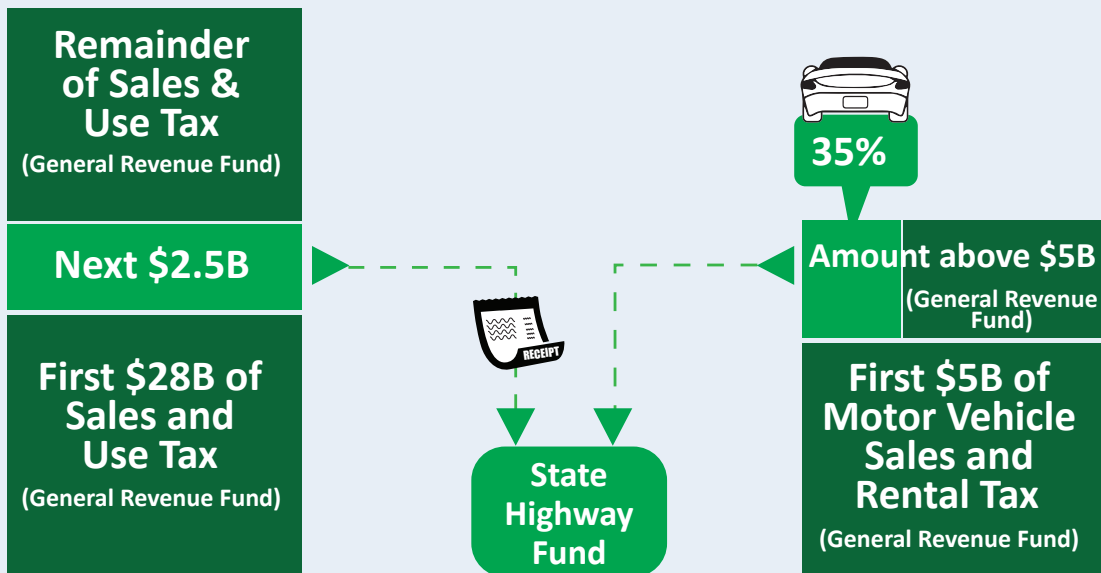 Remainder
of Sales &
Use Tax
(General Revenue Fund)
Next $2.5B
First $28B of
Sales and
Use Tax
(General Revenue Fund)
RECEIPT
State
Highway
Fund
35%
Amount above $5B
(General Revenue
Fund)
First $5B of
Motor Vehicle
Sales and
Rental Tax
(General Revenue Fund)